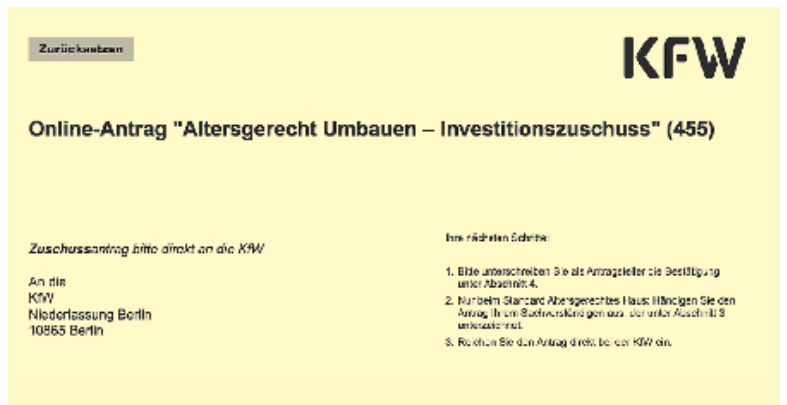 Zurücksetzen
KFW
Online-Antrag "Altersgerecht Umbauen – Investitionszuschuss" (455)
Zuschussantrag bitte direkt an die KfW
An die
KfW
Niederlassung Berlin
10865 Berlin
Ihre nächsten Schritte:
1. Bitte unterschreiben Sie als Antragsteller die Bestätigung
unter Abschnitt 4.
2. Nur beim Standard Altersgerechtes Haus: Händigen Sie den
Antrag Ihrem Sachverständigen aus, der unter Abschnitt 3
unterzeichnet.
3. Reichen Sie den Antrag direkt bei der KfW ein.